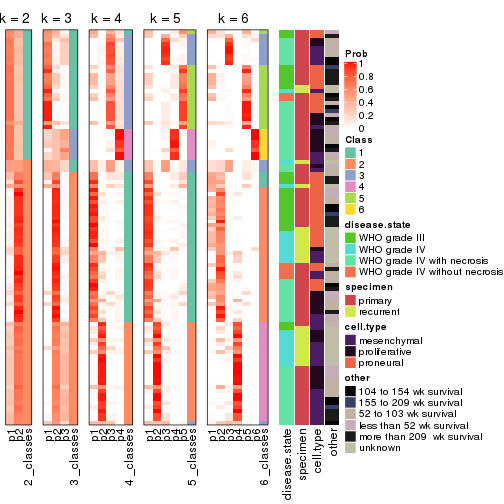 k = 2 k = 3 k = 4 k = 5 k = 6
Prob
1
0.8
0.6
0.4
0.2
0
Class
1
2
3
4
5
6
disease.state
WHO grade III
WHO grade IV
WHO grade IV with necrosis
WHO grade IV without necrosis
specimen
primary
recurrent
cell.type
mesenchymal
proliferative
proneural
other
104 to 154 wk survival
155 to 209 wk survival
52 to 103 wk survival
less than 52 wk survival
more than 209 wk survival
unknown
p1
p2
2_classes
p1
p2
p3
3_classes
p1
p2
p3
p4
4_classes
p1
p2
p3
p4
p5
5_classes
p1
p2
p3
p4
p5
p6
6_classes
disease.state
specimen
cell.type
other